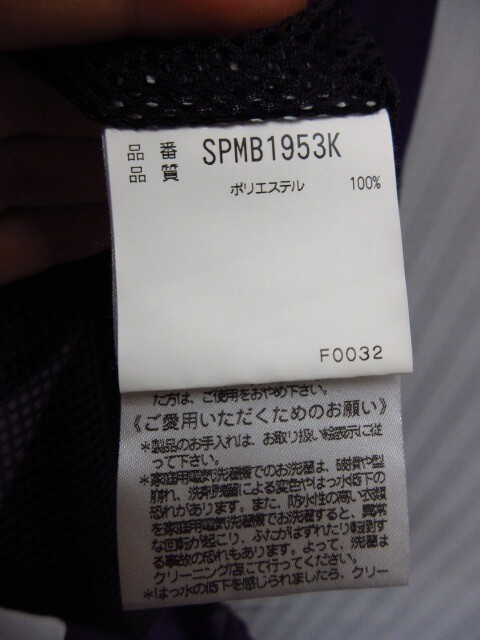 品番 SPMB1953K
品質
ポリエステル 100%
F0032
た方は、ご使用をおやめ下さい。
《ご愛用いただくためのお願い》
*製品のお手入れは、お取り扱い絵表示に従
って下さい。
*家庭用電気洗濯機でのお洗濯は、破損や型
崩れ、洗剤残留による変色やはっ水低下の
恐れがあります。また、防水性の高い衣類
を家庭用電気洗濯機でお洗濯すると、異常
な回転が起こり、ふたがはずれたり転倒す
る事故の恐れもあります。よって、洗濯は
クリーニング店にて行ってください。
*はっ水の低下を感じられましたら、クリー